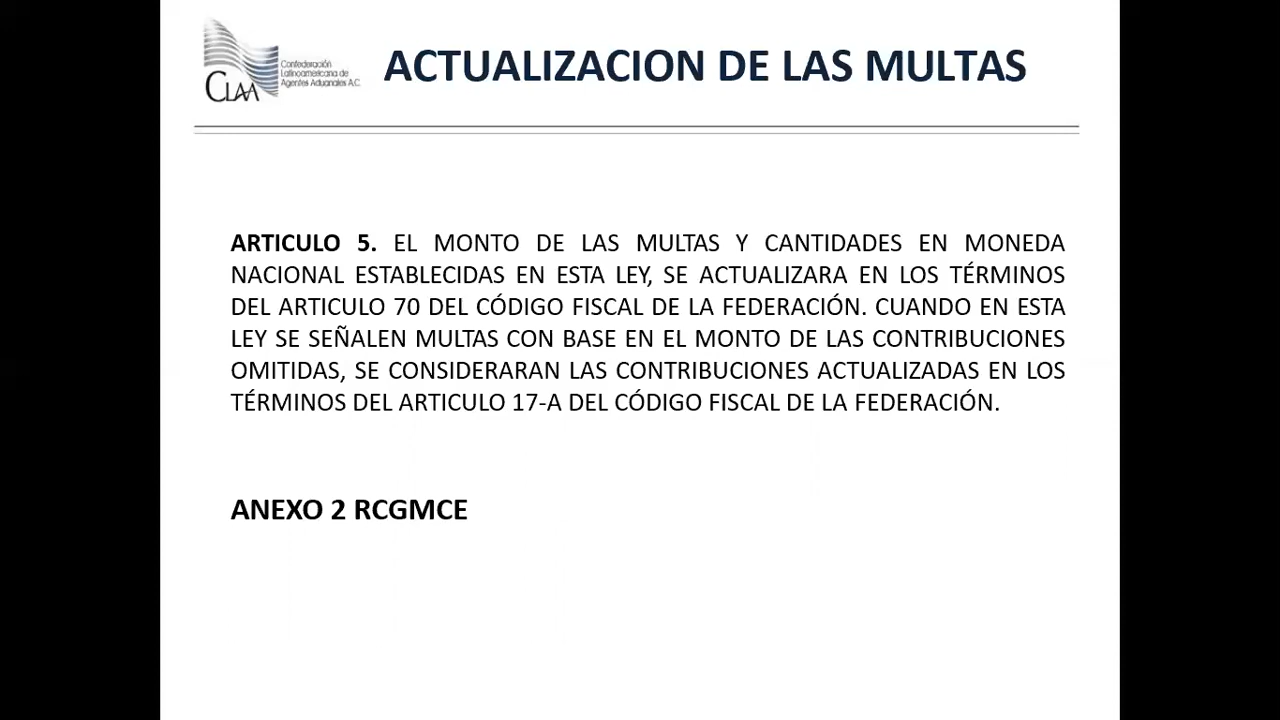 CLAA
Confederación
Latinoamericana de
Agentes Aduanales A.C.
ACTUALIZACION DE LAS MULTAS
ARTICULO 5. EL MONTO DE LAS MULTAS Y CANTIDADES EN MONEDA
NACIONAL ESTABLECIDAS EN ESTA LEY, SE ACTUALIZARA EN LOS TÉRMINOS
DEL ARTICULO 70 DEL CÓDIGO FISCAL DE LA FEDERACIÓN. CUANDO EN ESTA
LEY SE SEÑALEN MULTAS CON BASE EN EL MONTO DE LAS CONTRIBUCIONES
OMITIDAS, SE CONSIDERARAN LAS CONTRIBUCIONES ACTUALIZADAS EN LOS
TÉRMINOS DEL ARTICULO 17-A DEL CÓDIGO FISCAL DE LA FEDERACIÓN.
ANEXO 2 RCGMCE